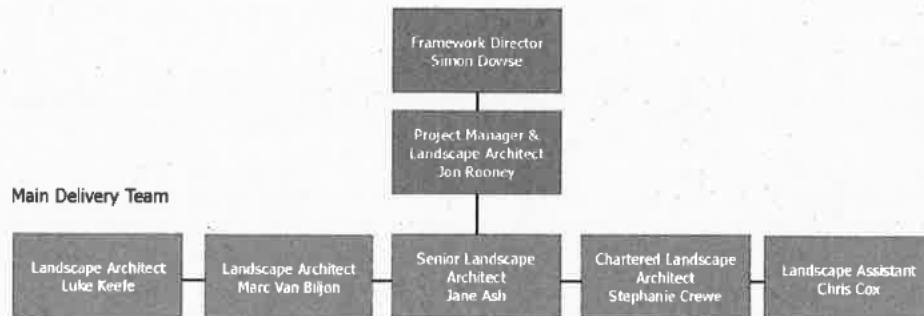 Framework Director
Simon Dowse
Project Manager &
Landscape Architect
Jon Rooney
Main Delivery Team
Landscape Architect
Luke Keefe
Landscape Architect
Marc Van Biljon
Senior Landscape
Architect
Jane Ash
Chartered Landscape
Architect
Stephanie Crewe
Landscape Assistant
Chris Cox